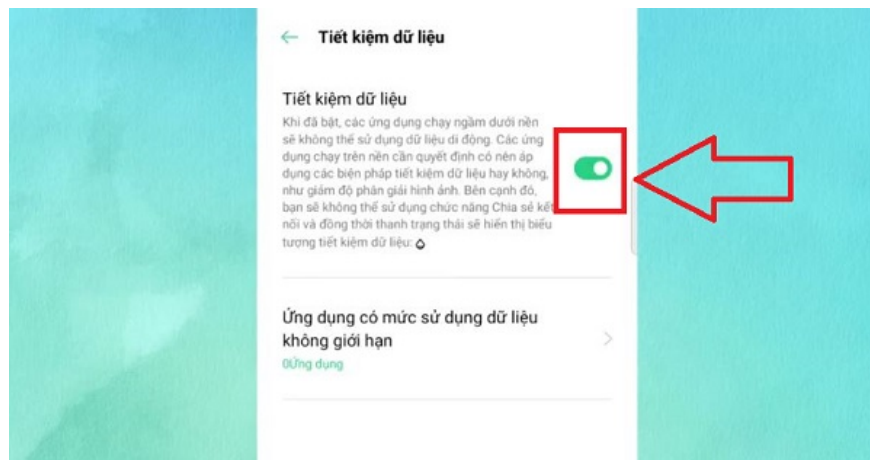 Tiết kiệm dữ liệu
Tiết kiệm dữ liệu
Khi đã bật, các ứng dụng chạy ngầm dưới nền
sẽ không thể sử dụng dữ liệu di động. Các ứng
dụng chạy trên nền cần quyết định có nên áp
dụng các biện pháp tiết kiệm dữ liệu hay không,
như giảm độ phân giải hình ảnh. Bên cạnh đó,
bạn sẽ không thể sử dụng chức năng Chia sẻ kết
nối và đồng thời thanh trạng thái sẽ hiển thị biểu
tượng tiết kiệm dữ liệu:
Ứng dụng có mức sử dụng dữ liệu
không giới hạn
0Ứng dụng